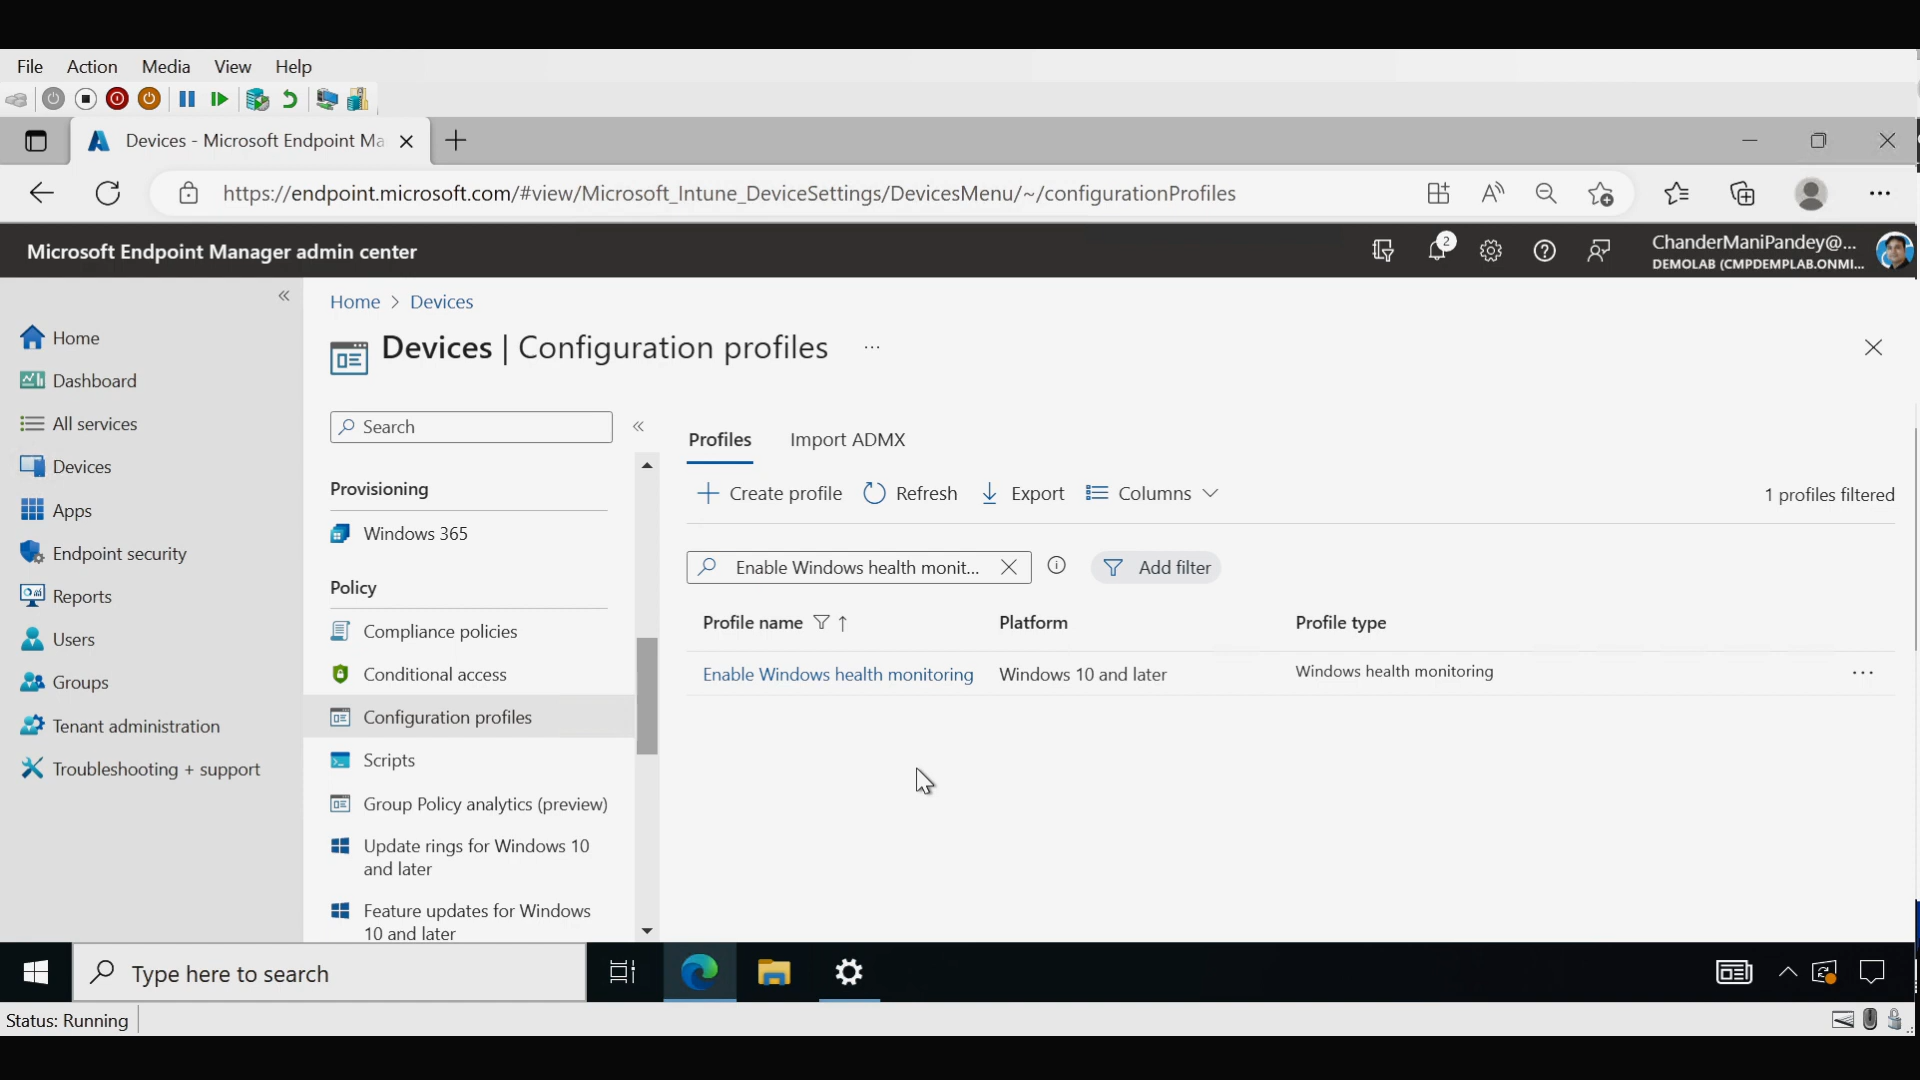 File Action Media View Help
Devices - Microsoft Endpoint Ma
https://endpoint.microsoft.com/#view/Microsoft_Intune_DeviceSettings/DevicesMenu/~/configurationProfiles
Microsoft Endpoint Manager admin center
2
ChanderManiPandey@...
DEMOLAB (CMPDEMPLAB.ONMI...
Home
Dashboard
All services
Devices
Apps
Endpoint security
Reports
Users
Groups
Tenant administration
Troubleshooting + support
Home > Devices
Devices | Configuration profiles ...
Search
Provisioning
Windows 365
Policy
Compliance policies
Conditional access
Configuration profiles
Scripts
Group Policy analytics (preview)
Update rings for Windows 10
and later
Feature updates for Windows
10 and later
Profiles Import ADMX
Create profile Refresh Export Columns
1 profiles filtered
Enable Windows health monit... Add filter
Profile name Platform Profile type
Enable Windows health monitoring Windows 10 and later Windows health monitoring ...
Type here to search
Status: Running